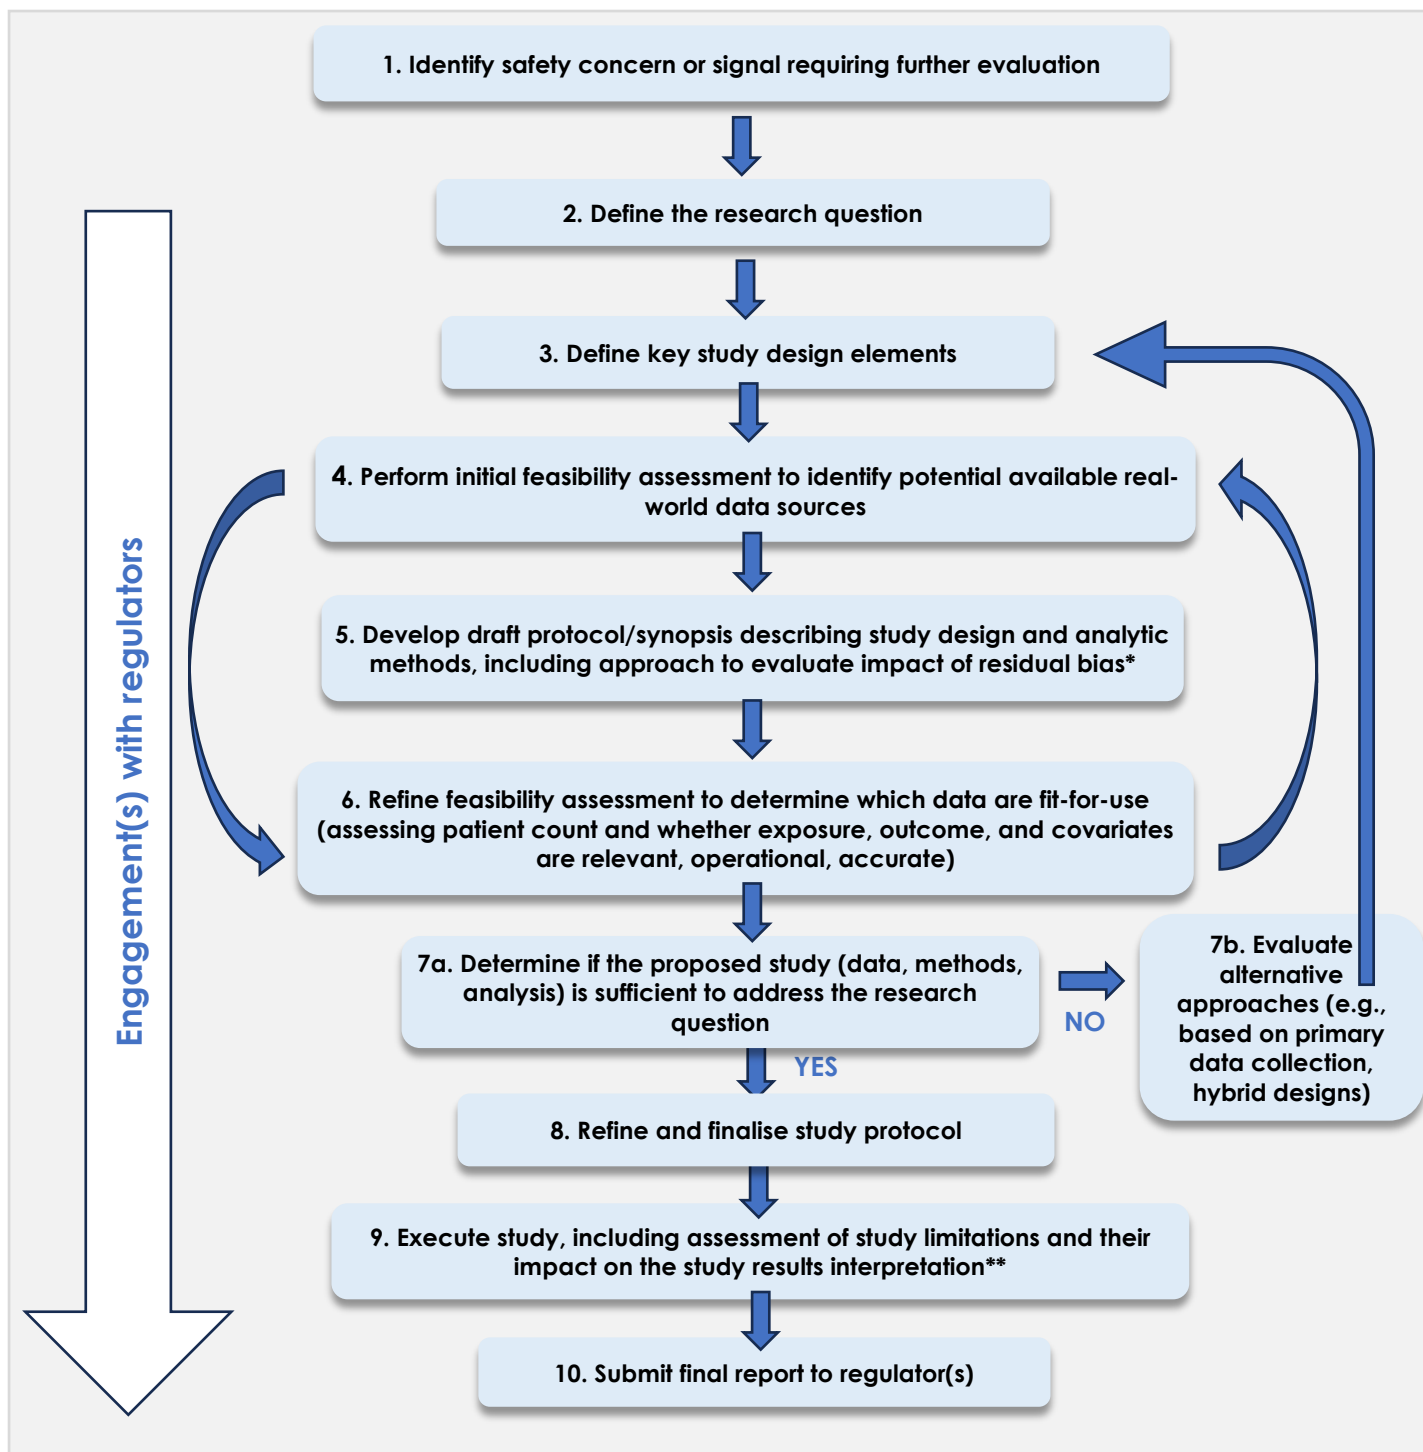 1. Identify safety concern or signal requiring further evaluation
2. Define the research question
3. Define key study design elements
4. Perform initial feasibility assessment to identify potential available real-
world data sources
5. Develop draft protocol/synopsis describing study design and analytic
methods, including approach to evaluate impact of residual bias*
6. Refine feasibility assessment to determine which data are fit-for-use
(assessing patient count and whether exposure, outcome, and covariates
are relevant, operational, accurate)
7a. Determine if the proposed study (data, methods,
analysis) is sufficient to address the research
question
NO
7b. Evaluate
alternative
approaches (e.g.,
based on primary
data collection,
hybrid designs)
YES
8. Refine and finalise study protocol
9. Execute study, including assessment of study limitations and their
impact on the study results interpretation**
10. Submit final report to regulator(s)
Engagement(s) with regulators